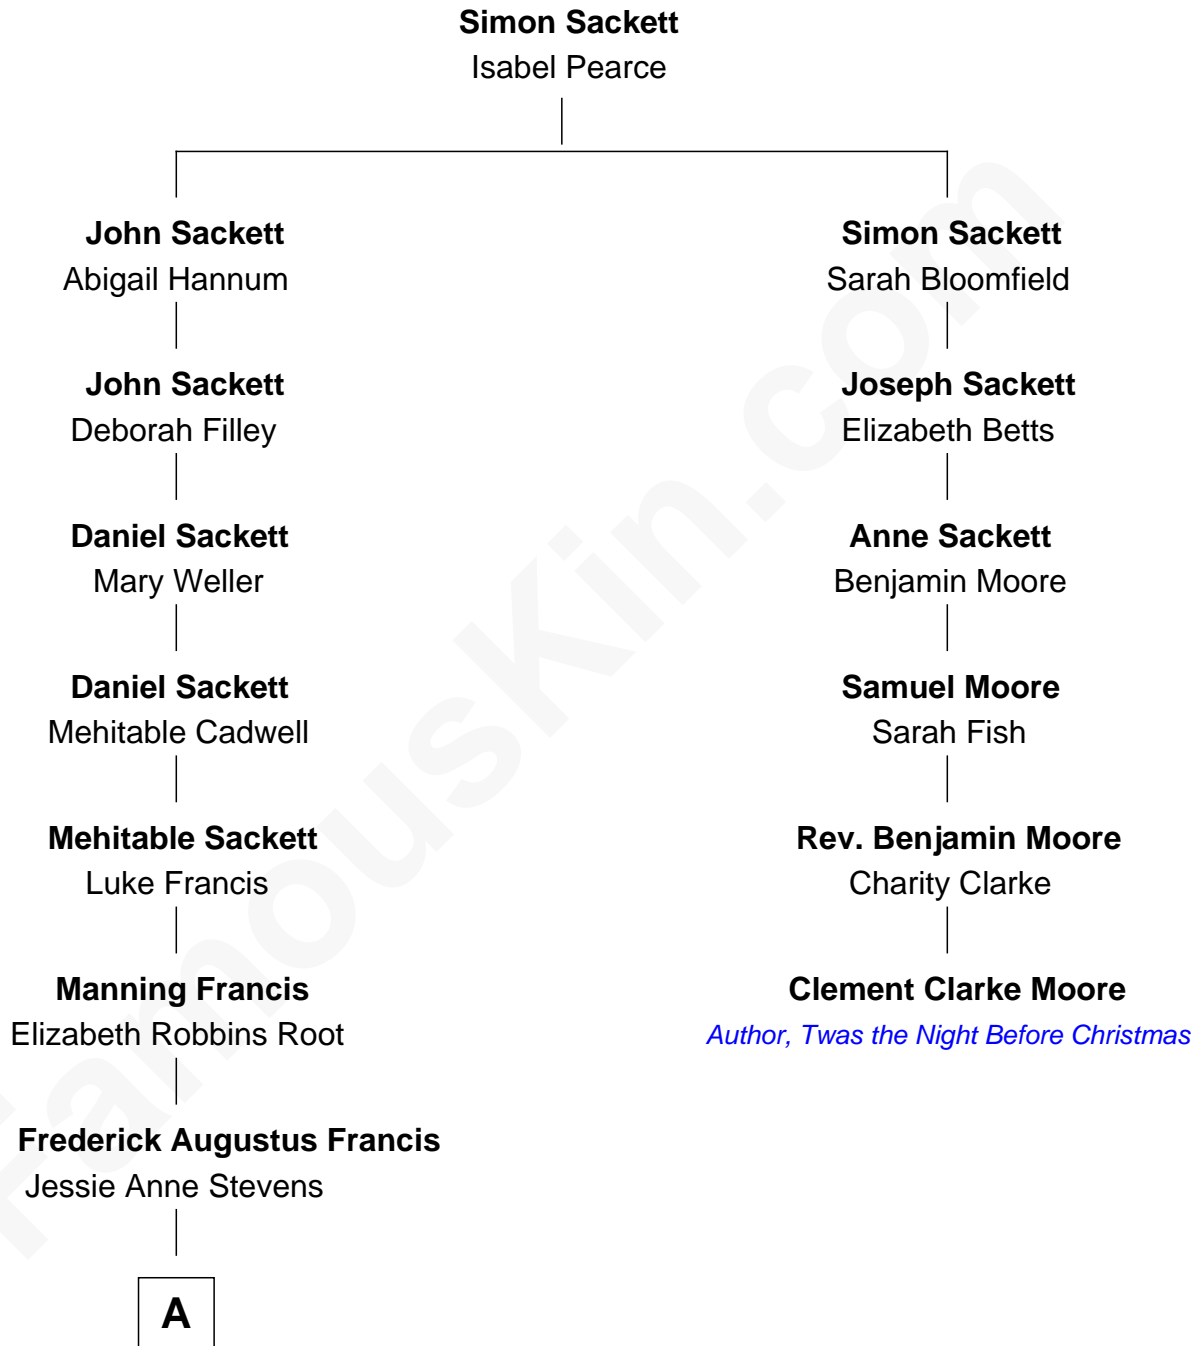 Simon Sackett
Isabel Pearce
John Sackett
Abigail Hannum
Simon Sackett
Sarah Bloomfield
John Sackett
Deborah Filley
Joseph Sackett
Elizabeth Betts
Daniel Sackett
Mary Weller
Anne Sackett
Benjamin Moore
Daniel Sackett
Mehitable Cadwell
Samuel Moore
Sarah Fish
Mehitable Sackett
Luke Francis
Rev. Benjamin Moore
Charity Clarke
Manning Francis
Elizabeth Robbins Root
Clement Clarke Moore
Author, Twas the Night Before Christmas
Frederick Augustus Francis
Jessie Anne Stevens
A
FamousKin.com